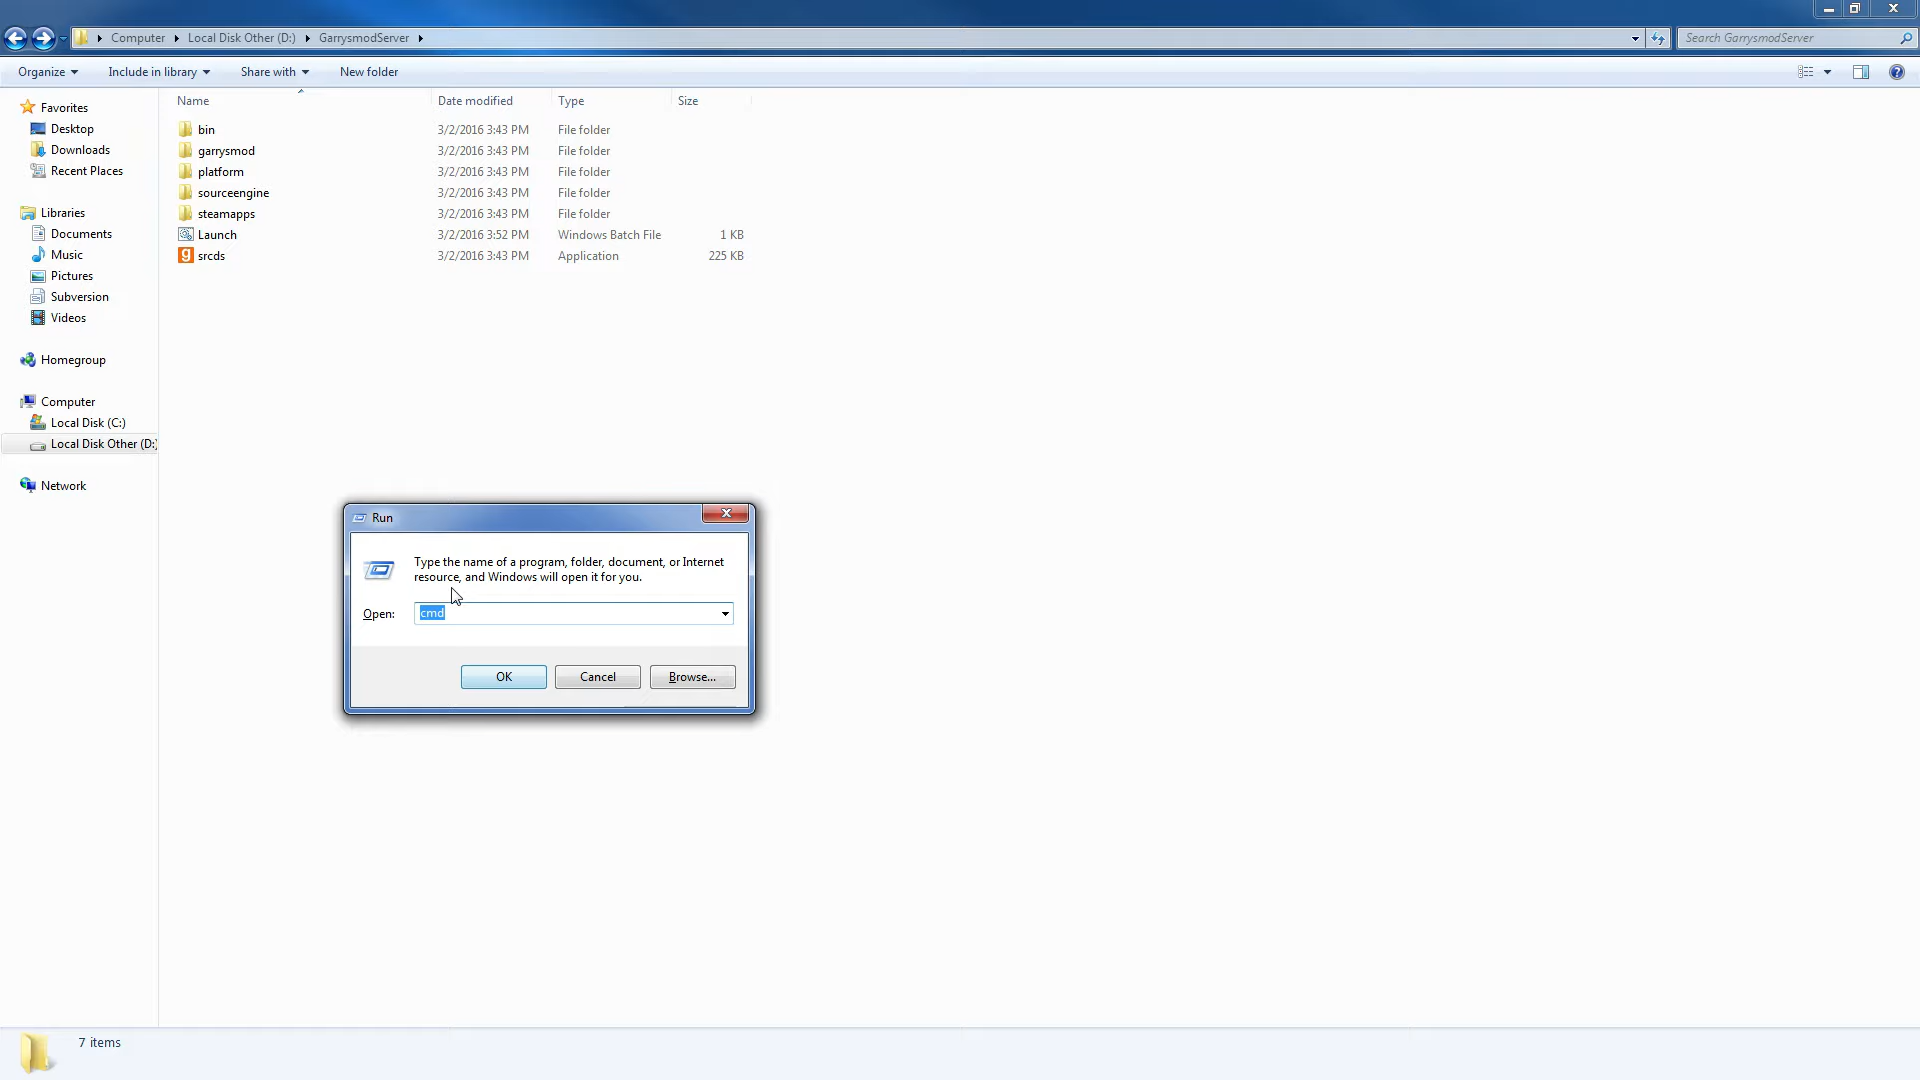 Computer Local Disk Other (D:) GarrysmodServer
Search GarrysmodServer
Organize Include in library Share with New folder
Name Date modified Type Size
Favorites
Desktop
Downloads
Recent Places
Libraries
Documents
Music
Pictures
Subversion
Videos
Homegroup
Computer
Local Disk (C:)
Local Disk Other (D:)
Network
bin 3/2/2016 3:43 PM File folder
garrysmod 3/2/2016 3:43 PM File folder
platform 3/2/2016 3:43 PM File folder
sourceengine 3/2/2016 3:43 PM File folder
steamapps 3/2/2016 3:43 PM File folder
Launch 3/2/2016 3:52 PM Windows Batch File 1 KB
srcds 3/2/2016 3:43 PM Application 225 KB
Run
Type the name of a program, folder, document, or Internet
resource, and Windows will open it for you.
Open: cmd
OK Cancel Browse...
7 items